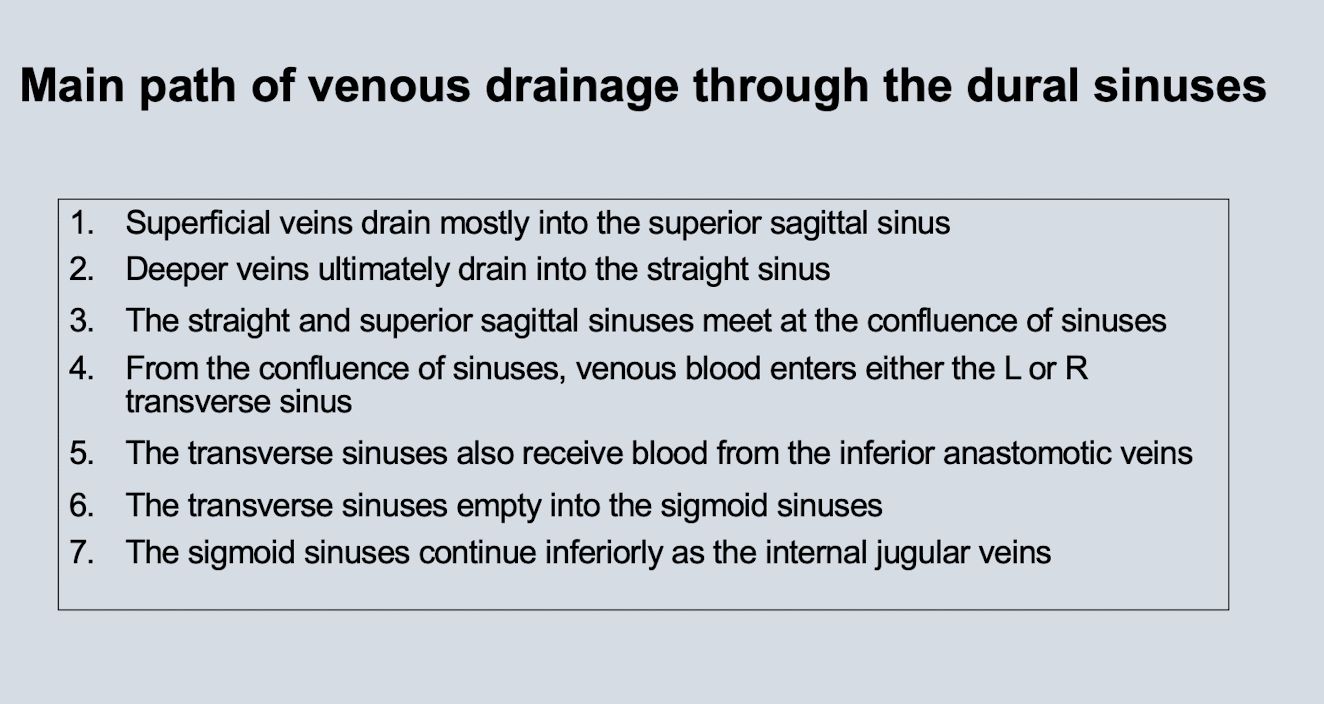 Main path of venous drainage through the dural sinuses
1. Superficial veins drain mostly into the superior sagittal sinus
2. Deeper veins ultimately drain into the straight sinus
3. The straight and superior sagittal sinuses meet at the confluence of sinuses
4. From the confluence of sinuses, venous blood enters either the L or R
transverse sinus
5. The transverse sinuses also receive blood from the inferior anastomotic veins
6. The transverse sinuses empty into the sigmoid sinuses
7. The sigmoid sinuses continue inferiorly as the internal jugular veins